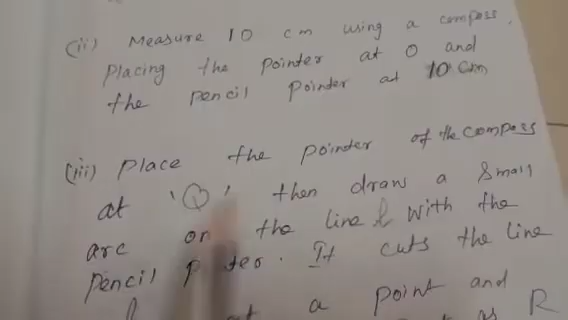 (ii) Measure 10 cm using a compass.
Placing the pointer at 0 and
the pencil pointer at 10 cm
(iii) Place the pointer of the compass
at 'Q' then draw a small
arc on the line l with the
pencil. It cuts the line
l at a point and
as R